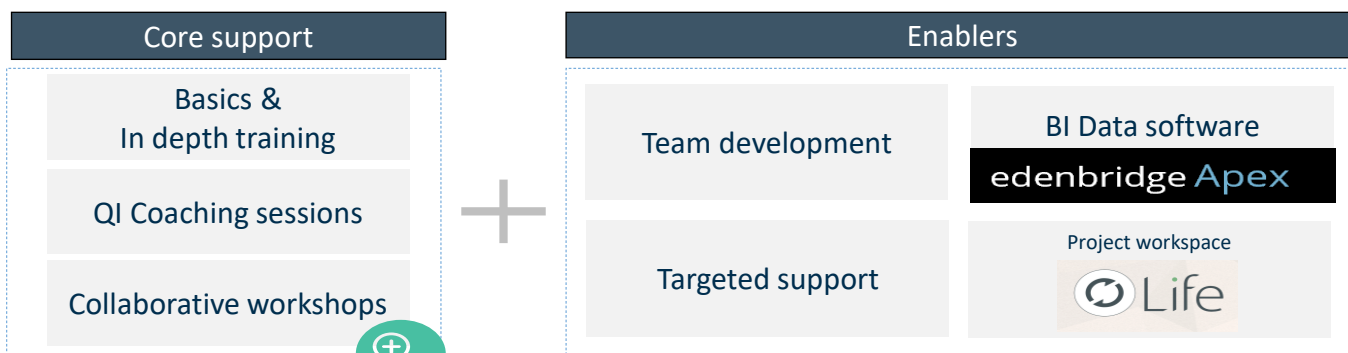 Core support
Basics &
In depth training
QI Coaching sessions
Collaborative workshops
Enablers
Team development
BI Data software
edenbridge Apex
Targeted support
Project workspace
Life